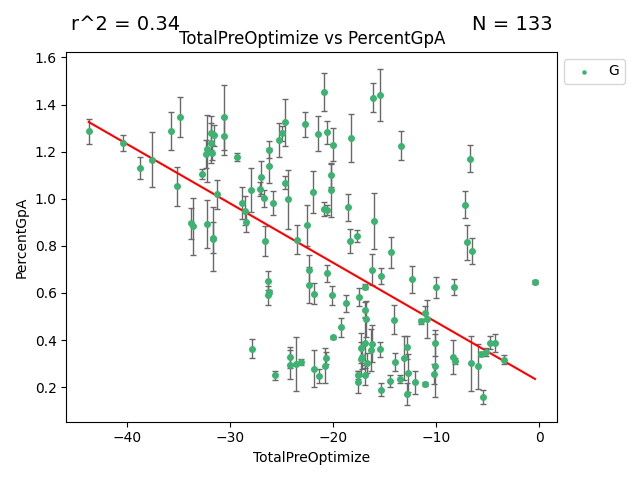 r^2 = 0.34
N = 133
TotalPreOptimize vs PercentGpA
G
1.6
1.4
1.2
1.0
0.8
0.6
0.4
0.2
PercentGpA
−40
−30
−20
−10
0
TotalPreOptimize